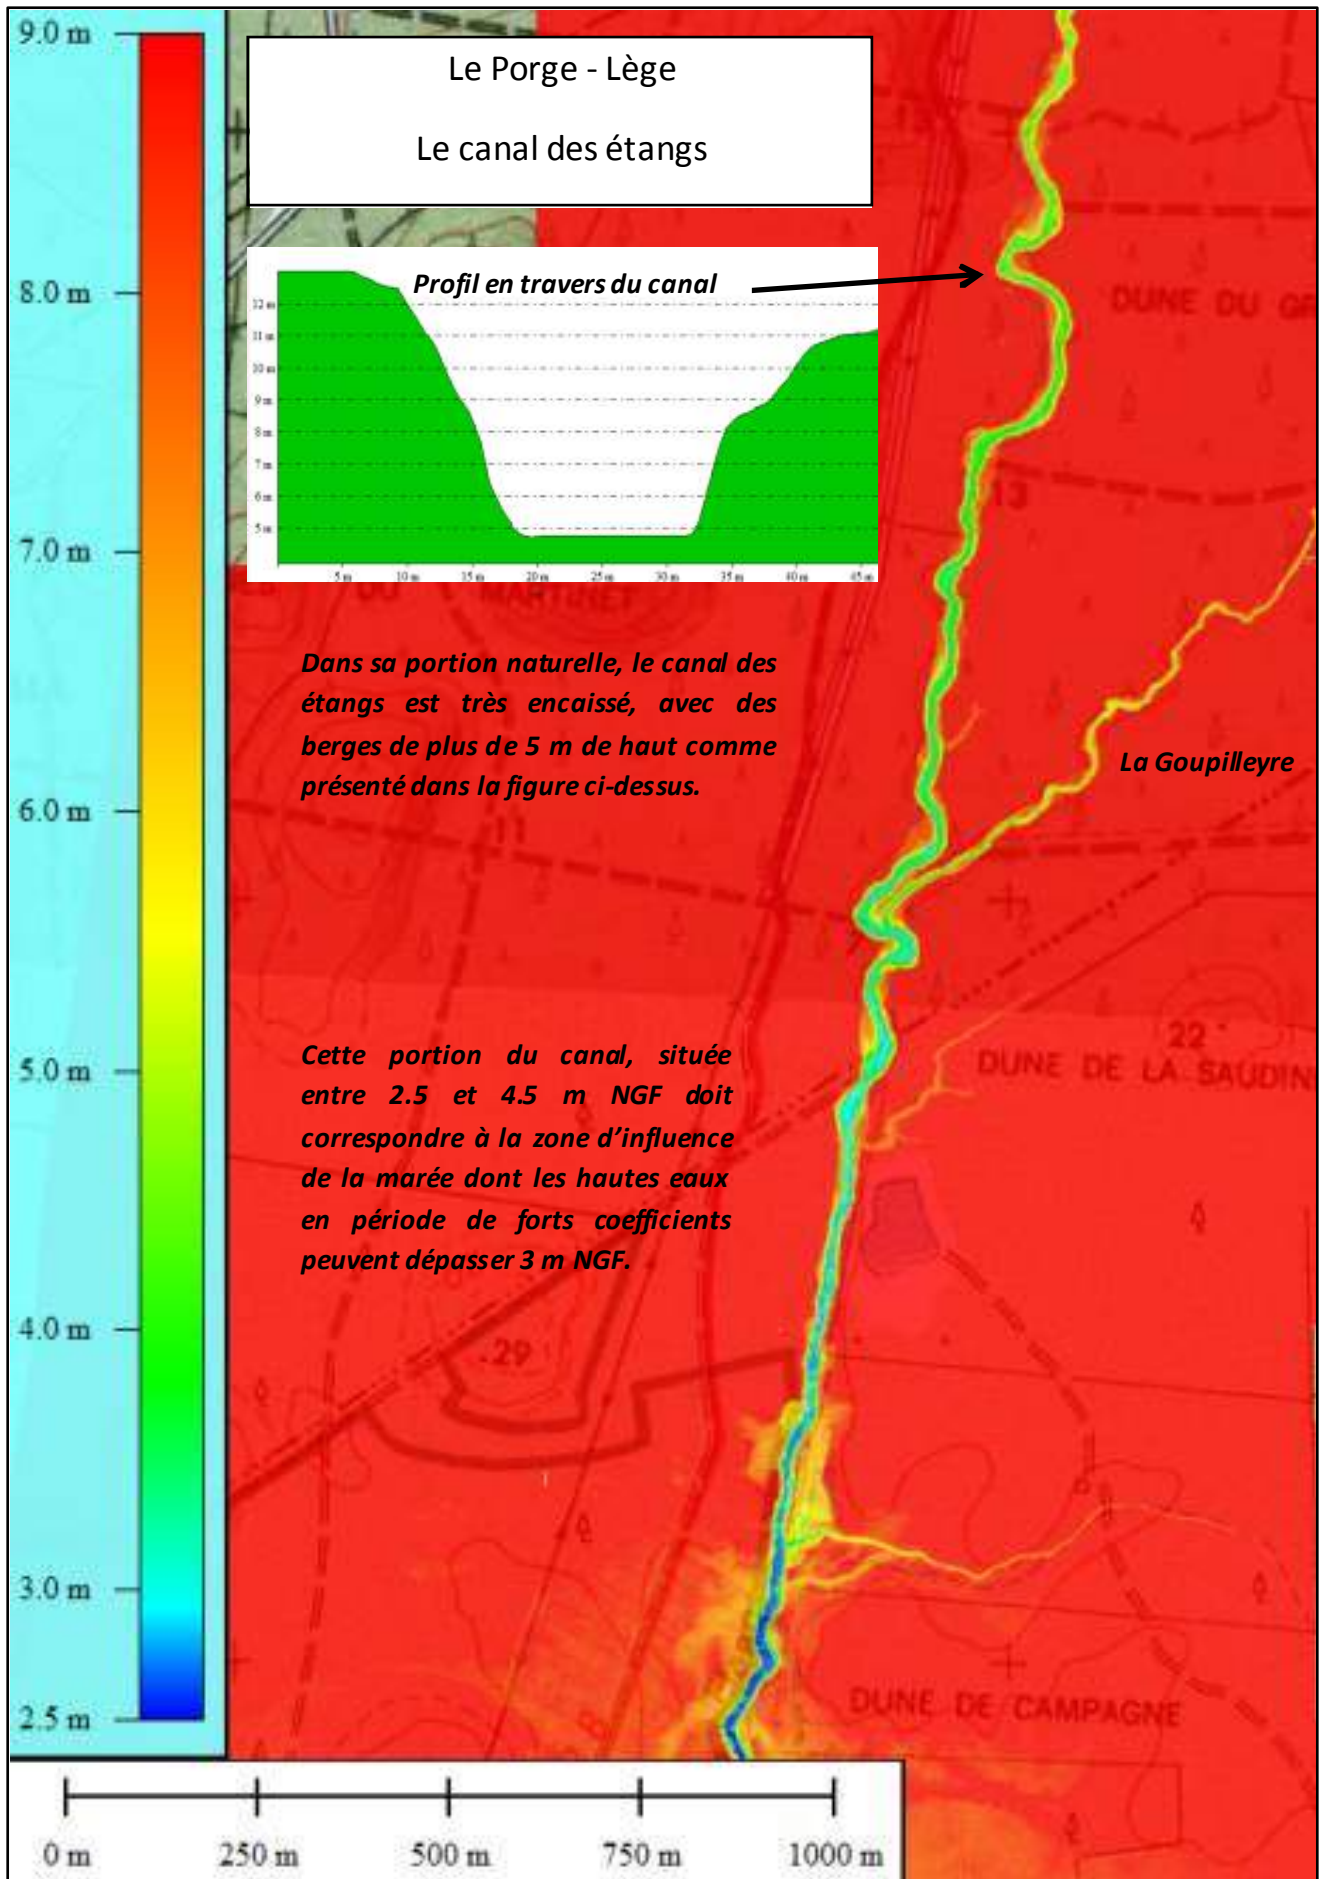 9.0 m
8.0 m
7.0 m
6.0 m
5.0 m
4.0 m
3.0 m
2.5 m
Le Porge - Lège
Le canal des étangs
Profil en travers du canal
12 m
11 m
10 m
9 m
8 m
7 m
6 m
5 m
5 m
10 m
15 m
20 m
25 m
30 m
35 m
40 m
45 m
DUNE DU GR
13
DU
MARTINET
Dans sa portion naturelle, le canal des
étangs est très encaissé, avec des
berges de plus de 5 m de haut comme
présenté dans la figure ci-dessus.
La Goupilleyre
11
22
DUNE DE LA SAUDIN
Cette portion du canal, située
entre 2.5 et 4.5 m NGF doit
correspondre à la zone d’influence
de la marée dont les hautes eaux
en période de forts coefficients
peuvent dépasser 3 m NGF.
.29
DUNE DE CAMPAGNE
0 m
250 m
500 m
750 m
1000 m